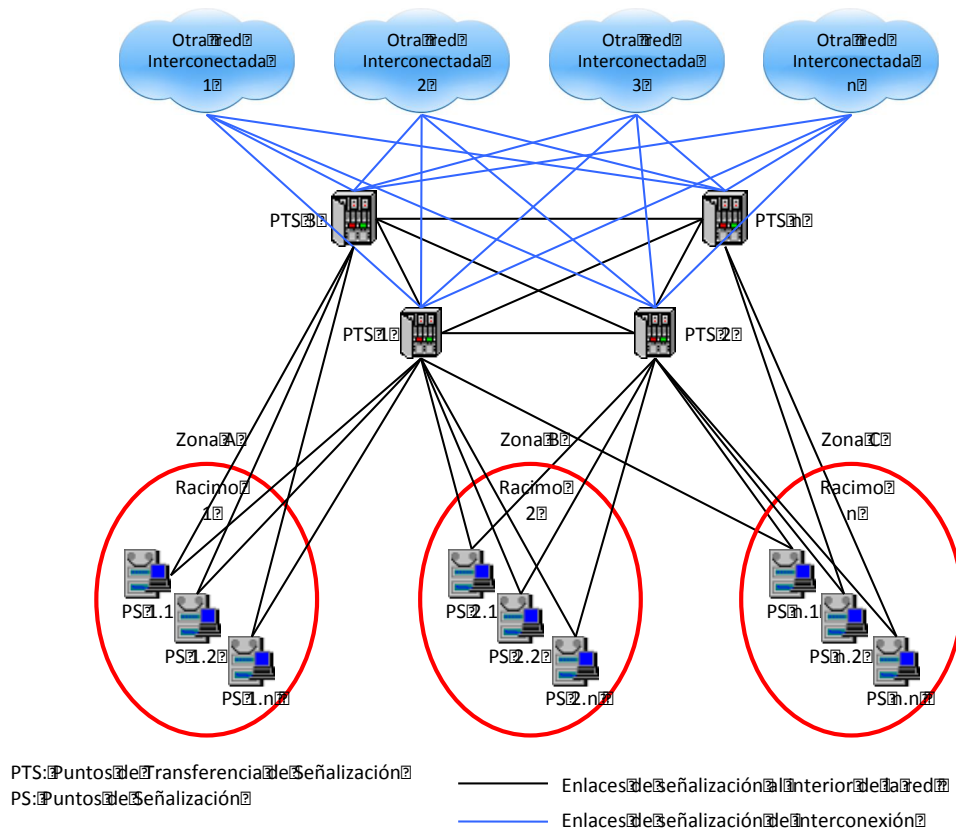 Otra red
Interconectada
1
Otra red
Interconectada
2
Otra red
Interconectada
3
Otra red
Interconectada
n
PTS 3
PTS n
PTS 1
PTS 2
Zona A
Zona B
Zona C
Racimo
1
Racimo
2
Racimo
n
PS 1.1
PS 1.2
PS 1.n
PS 2.1
PS 2.2
PS 2.n
PS n.1
PS n.2
PS n.n
PTS: Puntos de Transferencia de Señalización
PS: Puntos de Señalización
Enlaces de señalización al interior de la red
Enlaces de señalización de interconexión